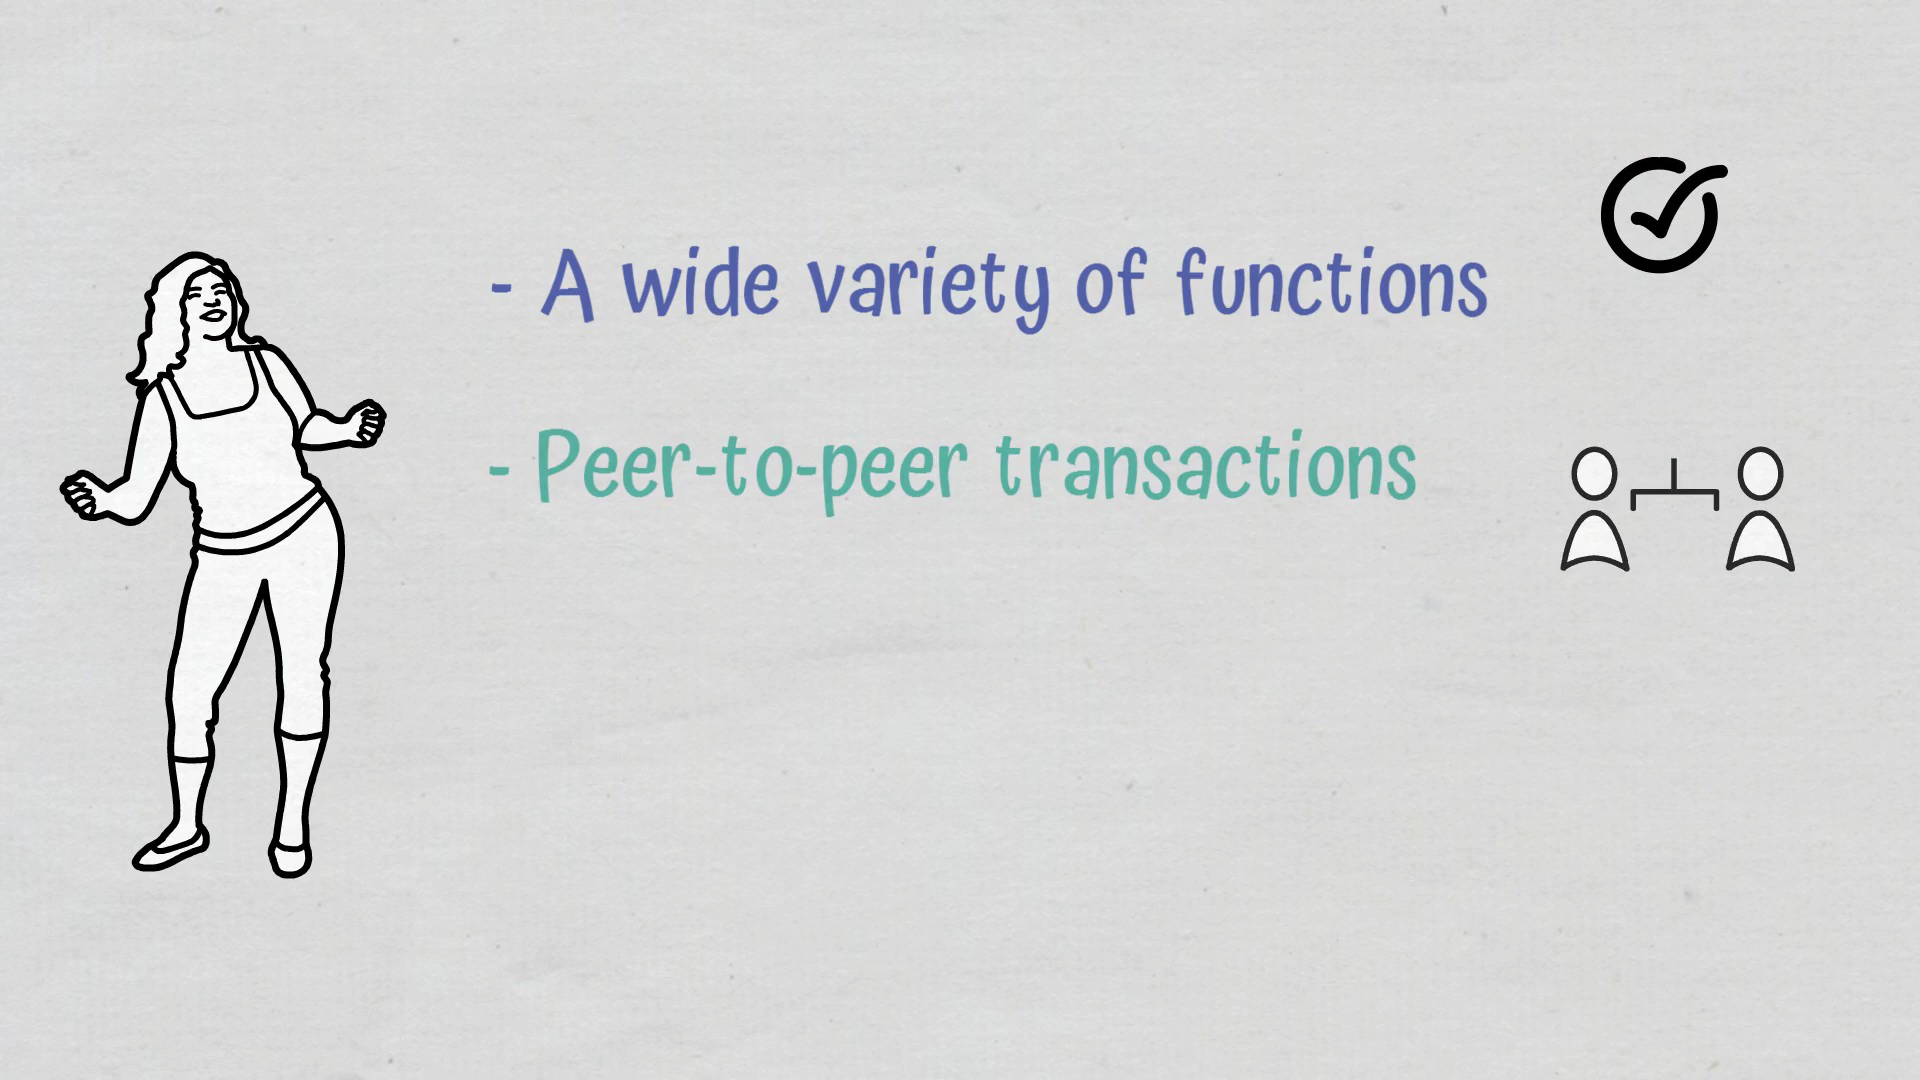 - A wide variety of functions
- Peer-to-peer transactions